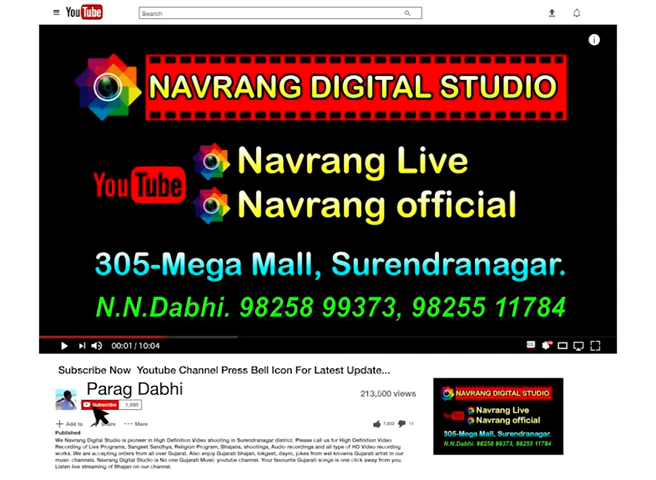 YouTube
Search
NAVRANG DIGITAL STUDIO
YouTube
Navrang Live
Navrang official
305-Mega Mall, Surendranagar.
N.N.Dabhi. 98258 99373, 98255 11784
00:01 / 10:04
Subscribe Now Youtube Channel Press Bell Icon For Latest Update...
Parag Dabhi
213,500 views
Subscribe
Add to
More
Published
We Navrang Digital Studio is pioneer in High Definition Video shooting in Surendranagar district. Please call us for High Definition Video
Recording of Live Programs, Sangeet Sandhya, Religion Program, Bhajans, shootings, Audio recordings and all type of HD Video recording
works. We are accepting orders from all over Gujarat. Also enjoy Gujarati bhajan, lokgeet, dayro, jokes from wel knowns Gujarati artist in our
music channels. Navrang Digital Studio is No one Gujarati Music youtube channel. Your favourite Gujarati songs is one click away from you.
Listen live streaming of Bhajan on our channel.
NAVRANG DIGITAL STUDIO
Navrang Live
Navrang official
305-Mega Mall, Surendranagar.
N.N.Dabhi. 98258 99373, 98255 11784